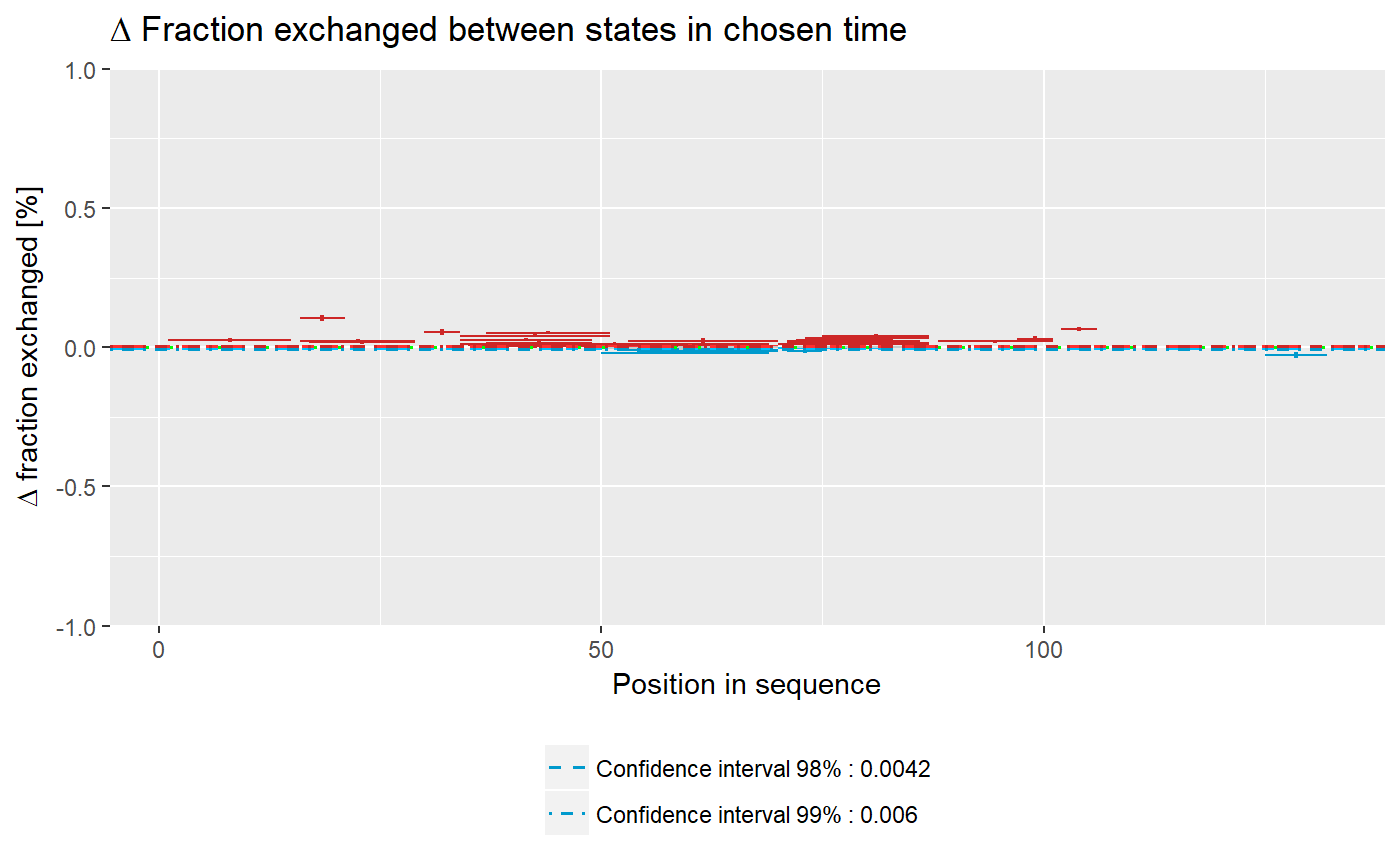 Δ Fraction exchanged between states in chosen time
Δ fraction exchanged [%]
1.0
0.5
0.0
-0.5
-1.0
0 50 100
Position in sequence
Confidence interval 98% : 0.0042
Confidence interval 99% : 0.006